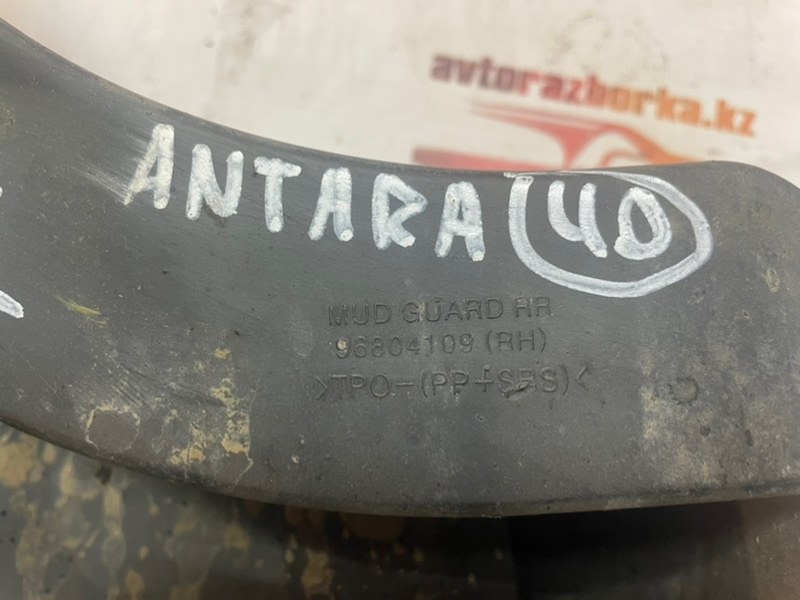 avtorazborka.kz
ANTARA 40
MUD GUARD RR
96804109 (RH)
>TPO-(PP+SBS)<